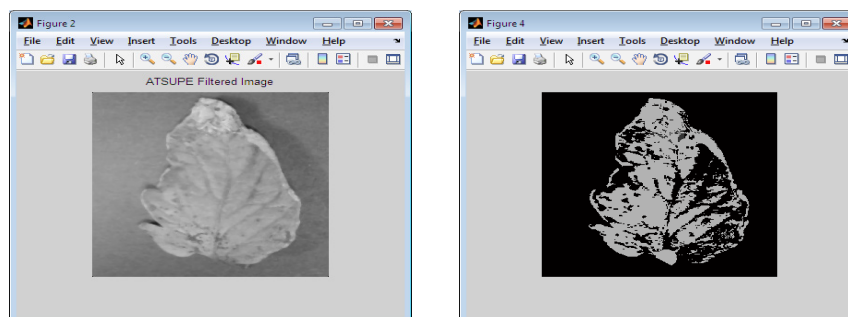 Figure 2
File Edit View Insert Tools Desktop Window Help
ATSUPE Filtered Image
Figure 4
File Edit View Insert Tools Desktop Window Help